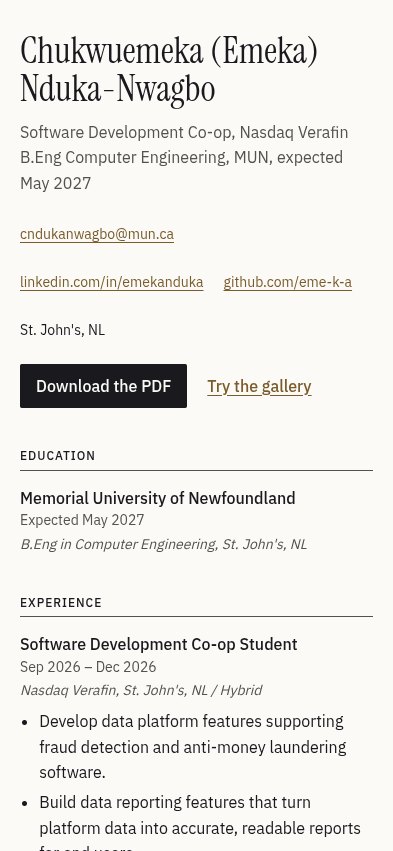 Chukwuemeka (Emeka)
Nduka-Nwagbo
Software Development Co-op, Nasdaq Verafin
B.Eng Computer Engineering, MUN, expected
May 2027
cndukanwagbo@mun.ca
linkedin.com/in/emekanduka github.com/eme-k-a
St. John's, NL
Download the PDF Try the gallery
EDUCATION
Memorial University of Newfoundland
Expected May 2027
B.Eng in Computer Engineering, St. John's, NL
EXPERIENCE
Software Development Co-op Student
Sep 2026 – Dec 2026
Nasdaq Verafin, St. John's, NL / Hybrid
• Develop data platform features supporting
fraud detection and anti-money laundering
software.
• Build data reporting features that turn
platform data into accurate, readable reports
for end users.